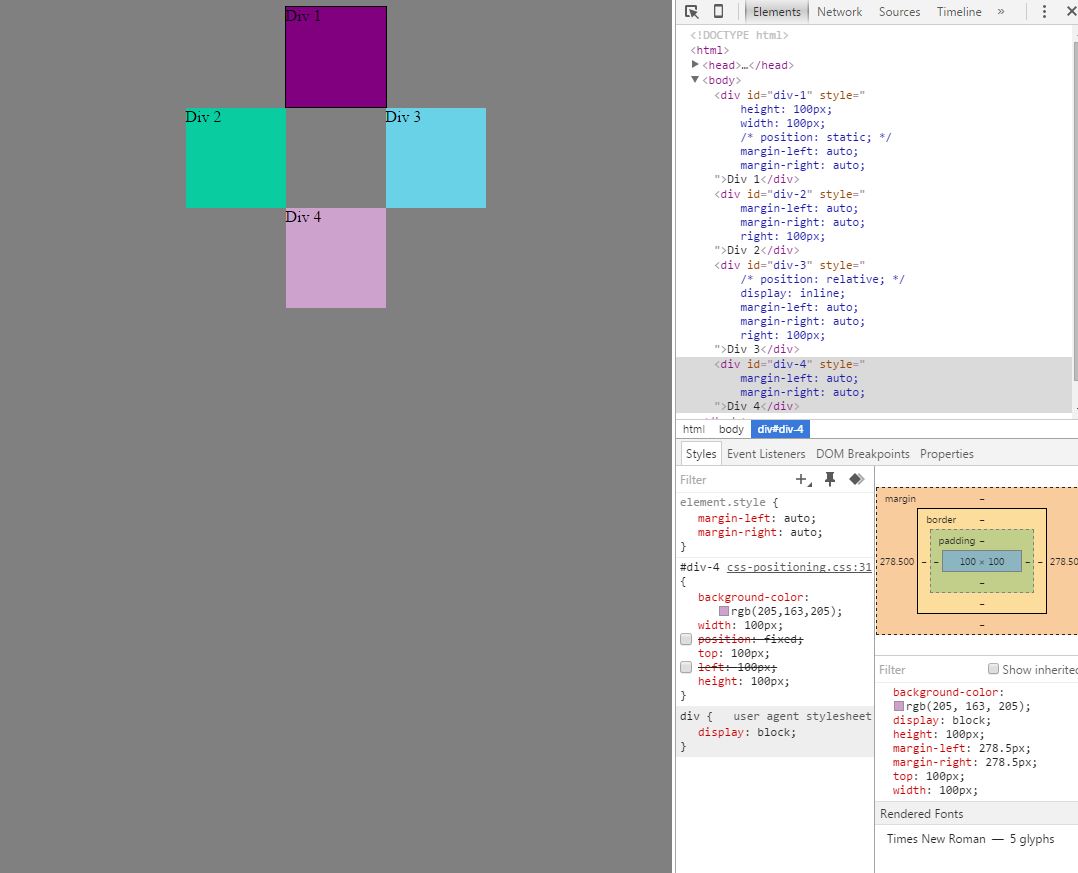 Div 1
Div 2
Div 3
Div 4
Elements Network Sources Timeline »
<!DOCTYPE html>
<html>
<head>…</head>
<body>
<div id="div-1" style="
height: 100px;
width: 100px;
/* position: static; */
margin-left: auto;
margin-right: auto;
">Div 1</div>
<div id="div-2" style="
margin-left: auto;
margin-right: auto;
right: 100px;
">Div 2</div>
<div id="div-3" style="
/* position: relative; */
display: inline;
margin-left: auto;
margin-right: auto;
right: 100px;
">Div 3</div>
<div id="div-4" style="
margin-left: auto;
margin-right: auto;
">Div 4</div>
html body div#div-4
Styles Event Listeners DOM Breakpoints Properties
Filter
element.style {
margin-left: auto;
margin-right: auto;
}
#div-4 css-positioning.css:31
{
background-color:
rgb(205,163,205);
width: 100px;
position: fixed;
top: 100px;
left: 100px;
height: 100px;
}
div { user agent stylesheet
display: block;
}
margin –
border –
padding –
278.500 – – 100 × 100 – – 278.50
–
–
–
Filter Show inherited
background-color:
rgb(205, 163, 205);
display: block;
height: 100px;
margin-left: 278.5px;
margin-right: 278.5px;
top: 100px;
width: 100px;
Rendered Fonts
Times New Roman — 5 glyphs